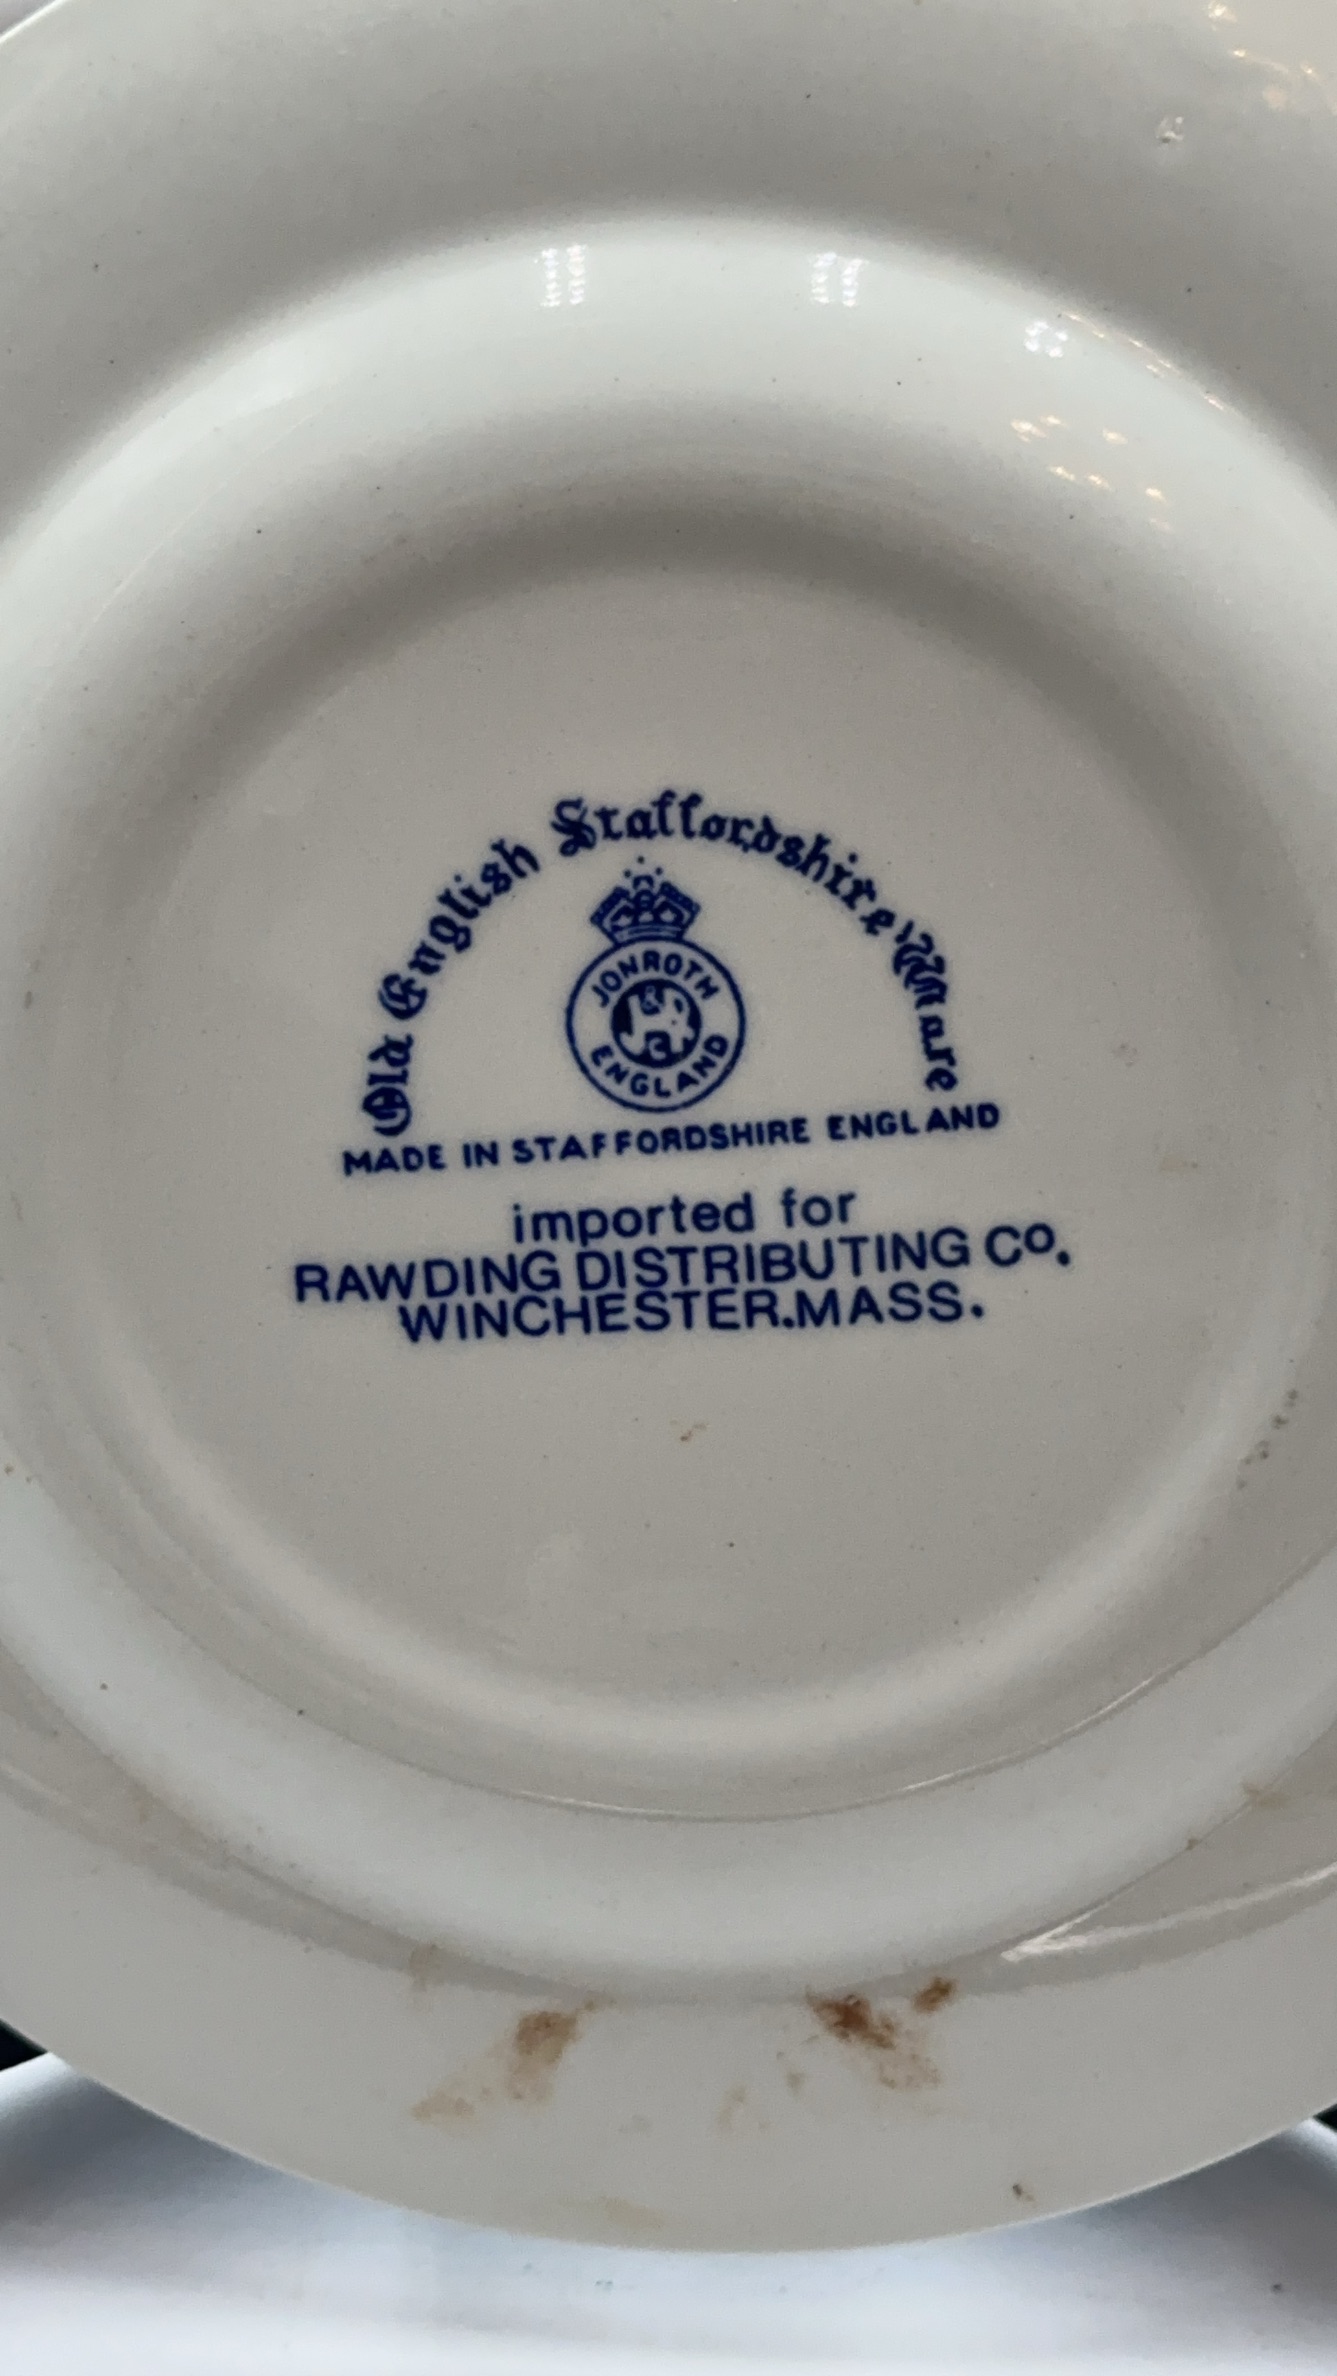 Old English Staffordshire Ware
JONROTH
ENGLAND
MADE IN STAFFORDSHIRE ENGLAND
imported for
RAWDING DISTRIBUTING Co.
WINCHESTER.MASS.